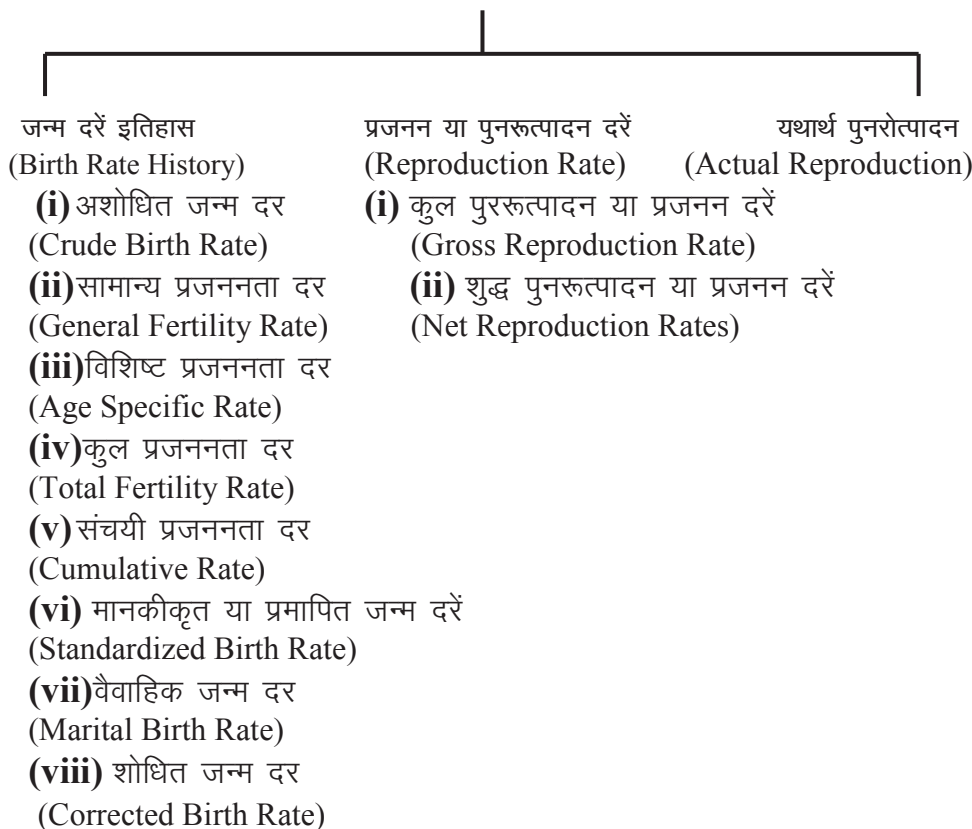 जन्म दरें इतिहास
(Birth Rate History)
(i) अशोधित जन्म दर
(Crude Birth Rate)
(ii) सामान्य प्रजननता दर
(General Fertility Rate)
(iii) विशिष्ट प्रजननता दर
(Age Specific Rate)
(iv) कुल प्रजननता दर
(Total Fertility Rate)
(v) संचयी प्रजननता दर
(Cumulative Rate)
(vi) मानकीकृत या प्रमापित जन्म दरें
(Standardized Birth Rate)
(vii) वैवाहिक जन्म दर
(Marital Birth Rate)
(viii) शोधित जन्म दर
(Corrected Birth Rate)
प्रजनन या पुनरूत्पादन दरें
(Reproduction Rate)
(i) कुल पुररूत्पादन या प्रजनन दरें
(Gross Reproduction Rate)
(ii) शुद्ध पुनरूत्पादन या प्रजनन दरें
(Net Reproduction Rates)
यथार्थ पुनरोत्पादन
(Actual Reproduction)